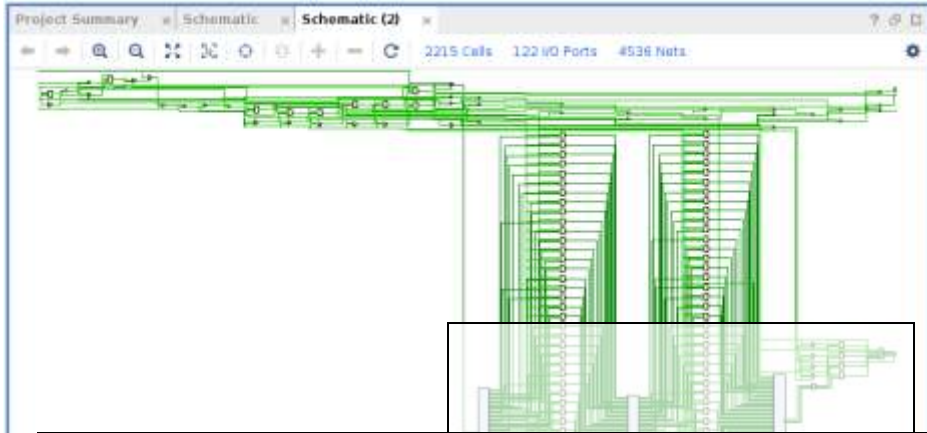 Project Summary × Schematic × Schematic (2) × ?
2215 Cells 122 I/O Ports 4536 Nets